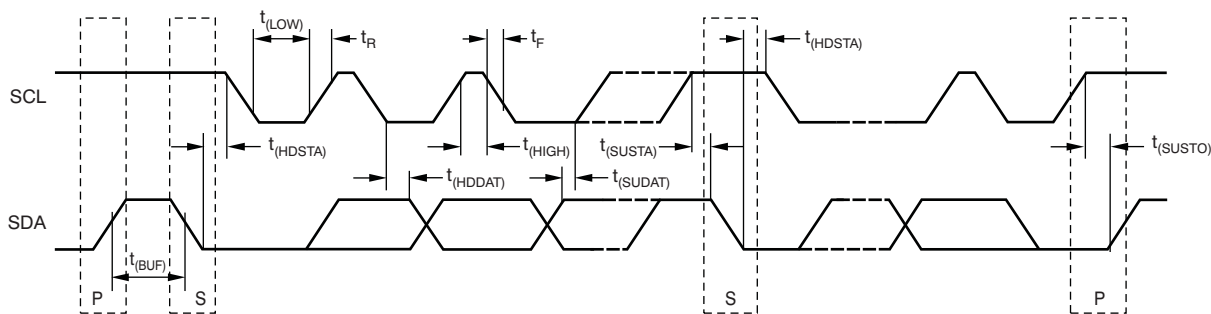 t(LOW)
tR
tF
t(HDSTA)
SCL
t(HDSTA)
t(HIGH)
t(SUSTA)
t(SUSTO)
t(HDDAT)
t(SUDAT)
SDA
t(BUF)
P
S
S
P